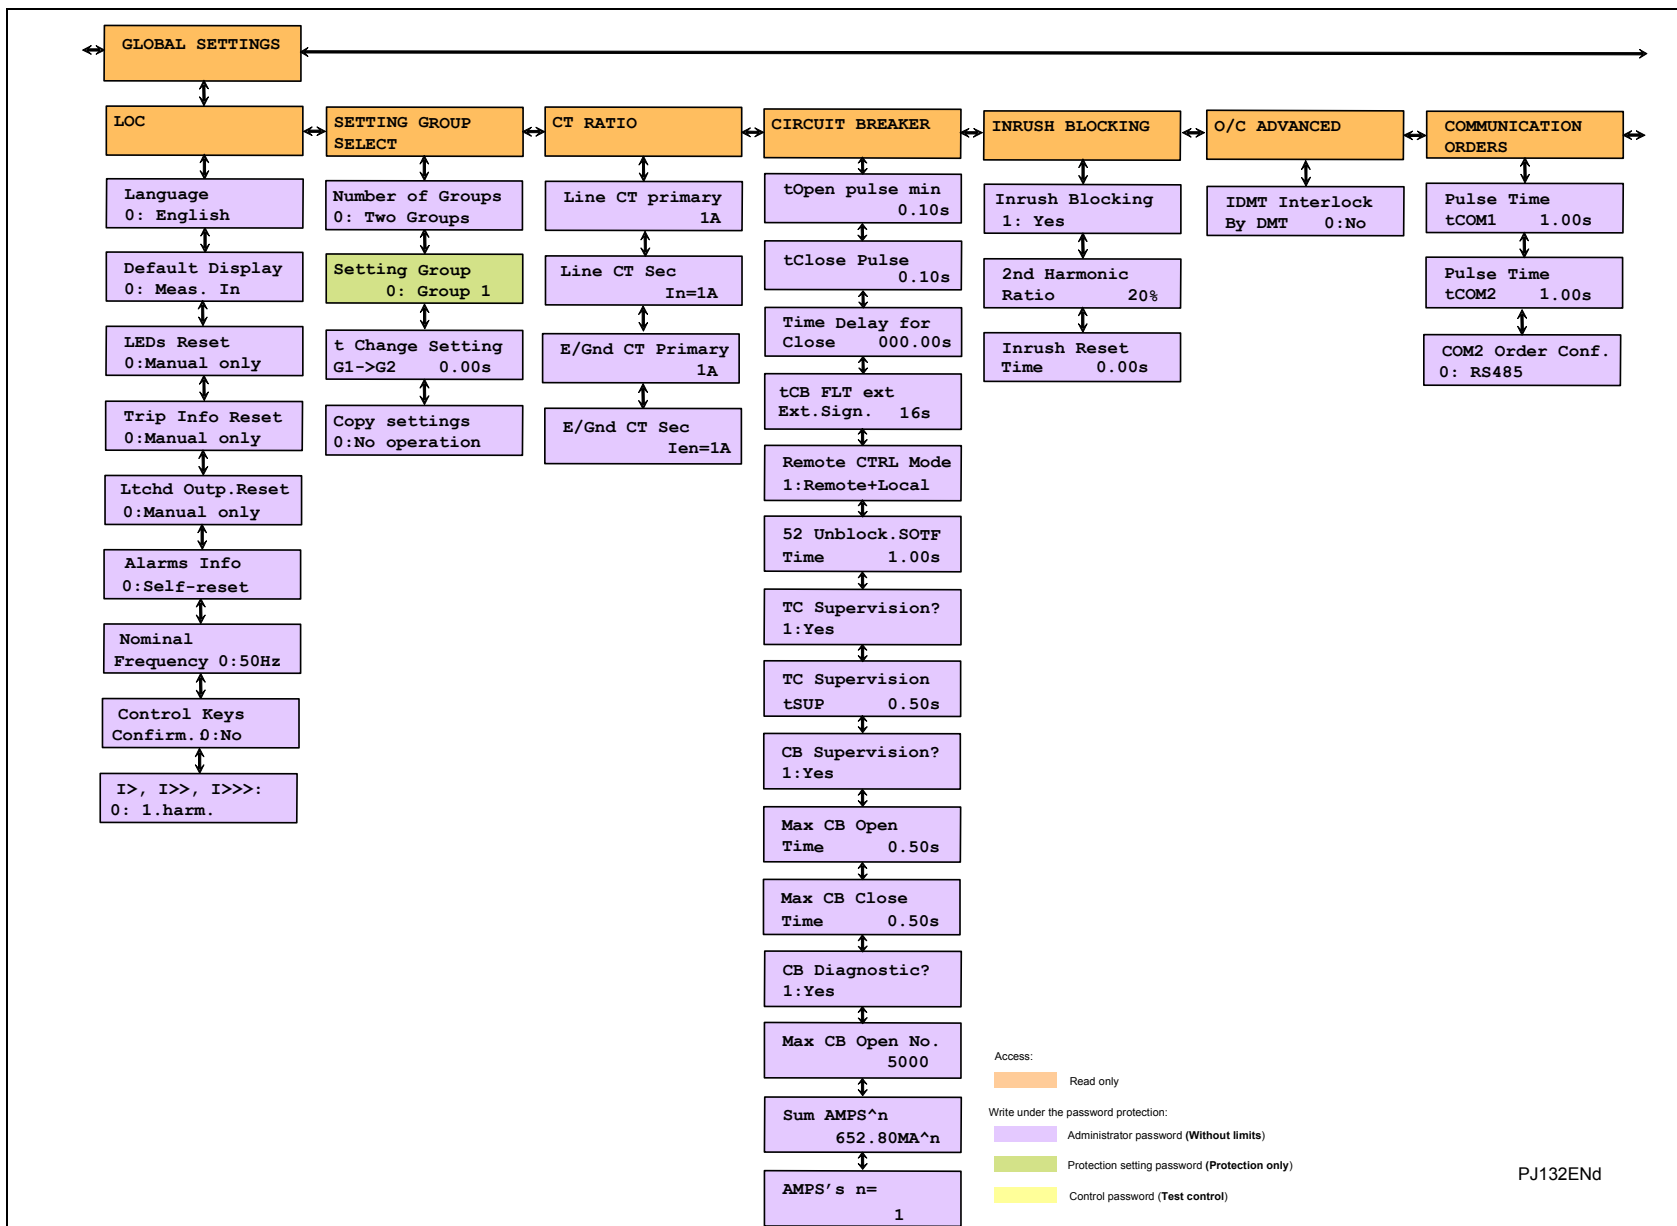 GLOBAL SETTINGS
LOC
Language
0: English
Default Display
0: Meas. In
LEDs Reset
0:Manual only
Trip Info Reset
0:Manual only
Ltchd Outp.Reset
0:Manual only
Alarms Info
0:Self-reset
Nominal
Frequency 0:50Hz
Control Keys
Confirm.:0:No
I>, I>>, I>>>:
0: 1.harm.
SETTING GROUP
SELECT
Number of Groups
0: Two Groups
Setting Group
0: Group 1
t Change Setting
G1->G2 0.00s
Copy settings
0:No operation
CT RATIO
Line CT primary
1A
Line CT Sec
In=1A
E/Gnd CT Primary
1A
E/Gnd CT Sec
Ien=1A
CIRCUIT BREAKER
tOpen pulse min
0.10s
tClose Pulse
0.10s
Time Delay for
Close 000.00s
tCB FLT ext
Ext.Sign. 16s
Remote CTRL Mode
1:Remote+Local
52 Unblock.SOTF
Time 1.00s
TC Supervision?
1:Yes
TC Supervision
tSUP 0.50s
CB Supervision?
1:Yes
Max CB Open
Time 0.50s
Max CB Close
Time 0.50s
CB Diagnostic?
1:Yes
Max CB Open No.
5000
Sum AMPS^n
652.80MA^n
AMPS's n=
1
INRUSH BLOCKING
Inrush Blocking
1: Yes
2nd Harmonic
Ratio 20%
Inrush Reset
Time 0.00s
O/C ADVANCED
IDMT Interlock
By DMT 0:No
COMMUNICATION
ORDERS
Pulse Time
tCOM1 1.00s
Pulse Time
tCOM2 1.00s
COM2 Order Conf.
0: RS485
Access:
Read only
Write under the password protection:
Administrator password (Without limits)
Protection setting password (Protection only)
Control password (Test control)
PJ132ENd